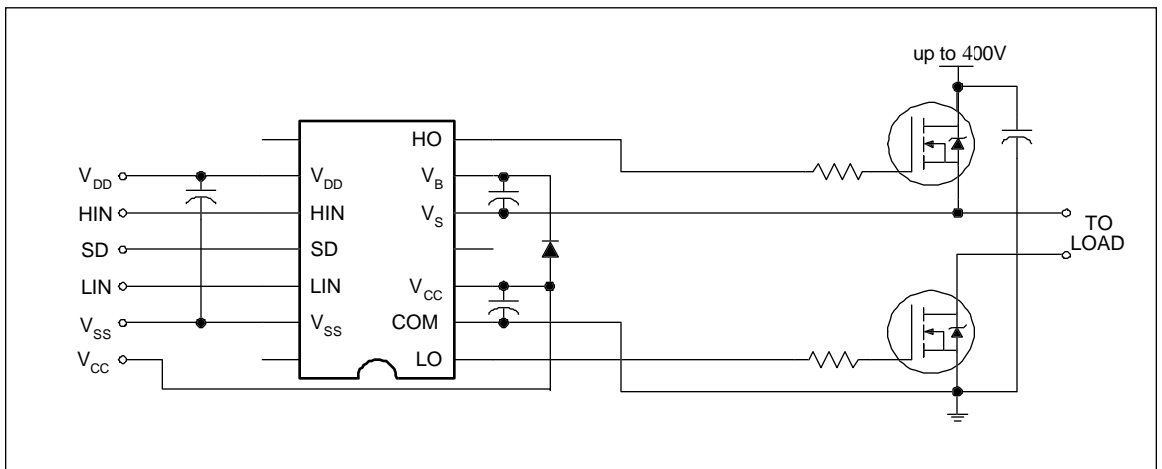 up to 400V
HO
V_DD
V_DD
V_B
HIN
HIN
V_S
TO
LOAD
SD
SD
LIN
LIN
V_CC
V_SS
V_SS
COM
V_CC
LO